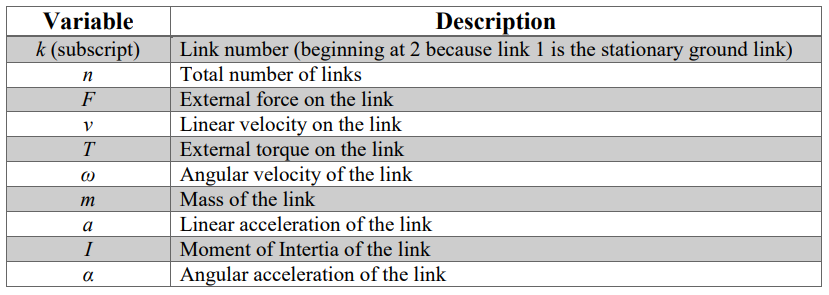 Variable Description
k (subscript) Link number (beginning at 2 because link 1 is the stationary ground link)
n Total number of links
F External force on the link
v Linear velocity on the link
T External torque on the link
ω Angular velocity of the link
m Mass of the link
a Linear acceleration of the link
I Moment of Intertia of the link
α Angular acceleration of the link